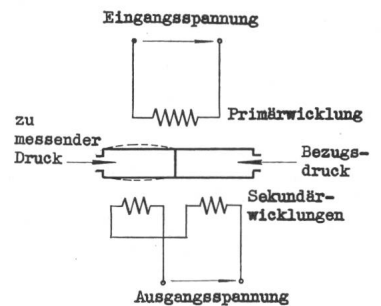 Eingangsspannung
Primärwicklung
zu
messender
Druck
Bezugs-
druck
Sekundär-
wicklungen
Ausgangsspannung